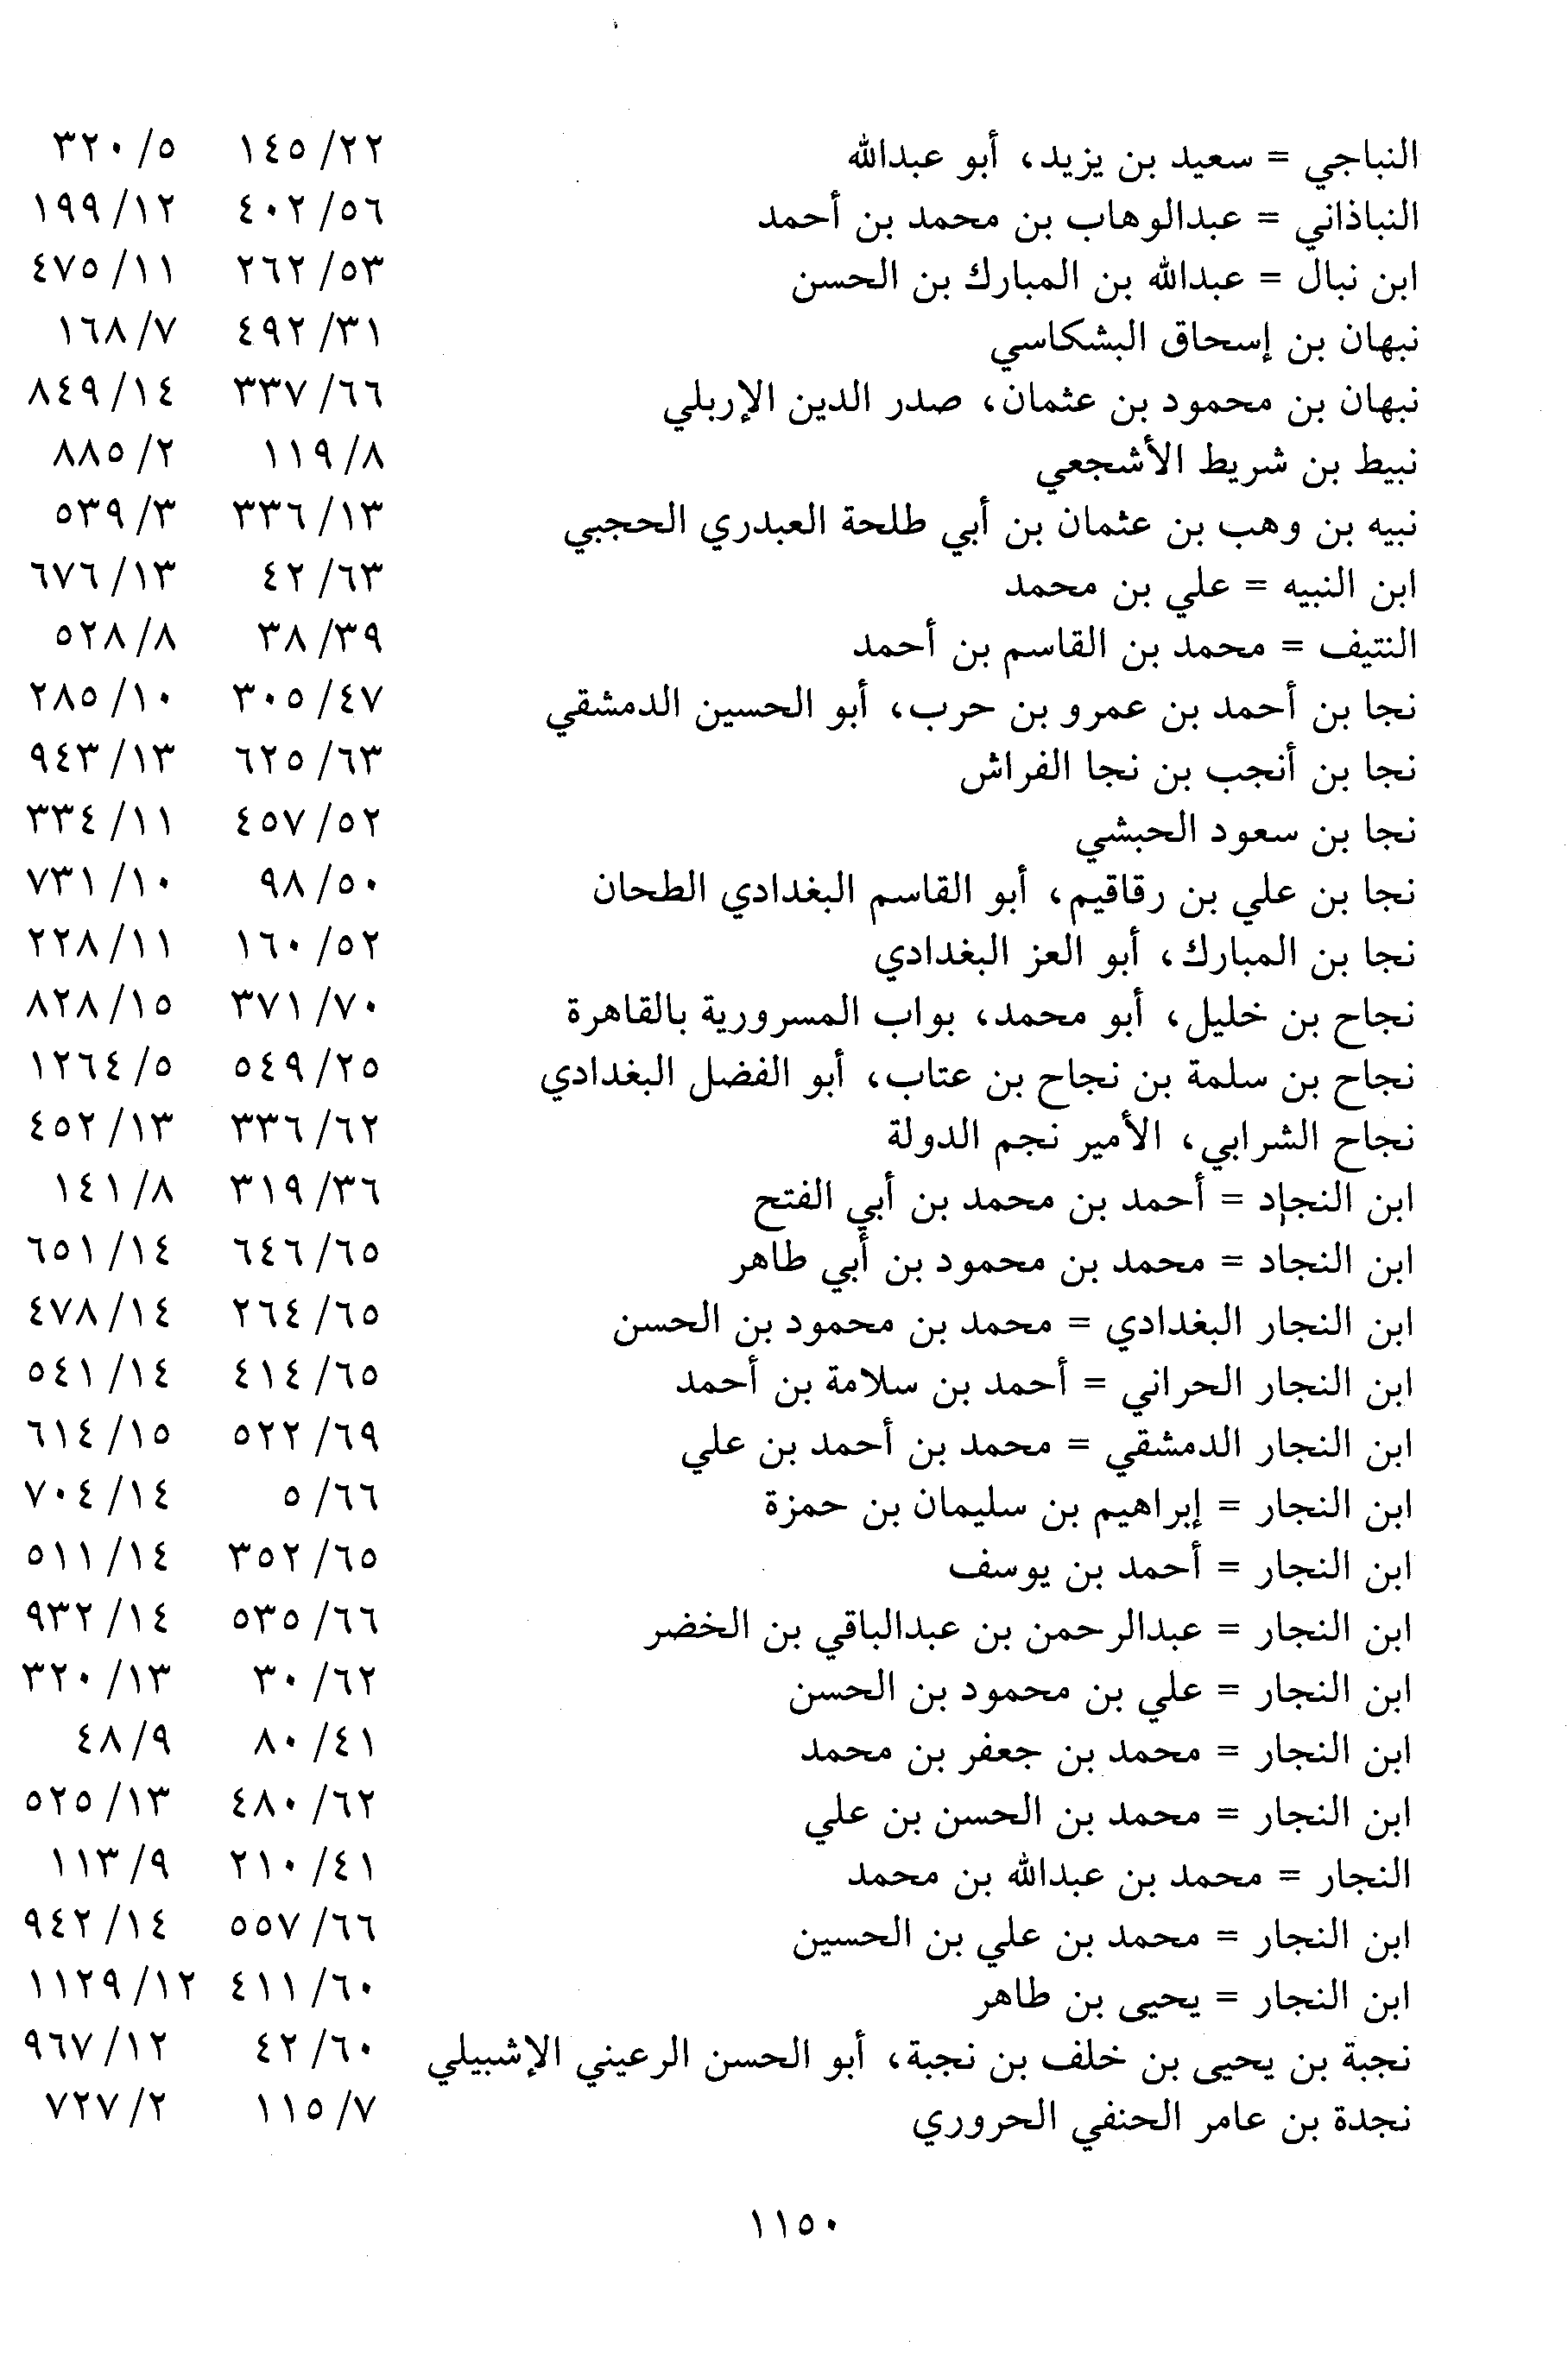 النباجي = سعيد بن يزيد، أبو عبدالله ٢٢/ ١٤٥ ٥/ ٣٢٠
النباذاني = عبدالوهاب بن محمد بن أحمد ٥٦/ ٤٠٢ ١٢/ ١٩٩
ابن نبال = عبدالله بن المبارك بن الحسن ٥٣/ ٢٦٢ ١١/ ٤٧٥
نبهان بن إسحاق البشكاسي ٣١/ ٤٩٢ ٧/ ١٦٨
نبهان بن محمود بن عثمان، صدر الدين الإربلي ٦٦/ ٣٣٧ ١٤/ ٨٤٩
نبيط بن شريط الأشجعي ٨/ ١١٩ ٢/ ٨٨٥
نبيه بن وهب بن عثمان بن أبي طلحة العبدري الحجبي ١٣/ ٣٣٦ ٣/ ٥٣٩
ابن النبيه = علي بن محمد ٦٣/ ٤٢ ١٣/ ٦٧٦
النتيف = محمد بن القاسم بن أحمد ٣٩/ ٣٨ ٨/ ٥٢٨
نجا بن أحمد بن عمرو بن حرب، أبو الحسين الدمشقي ٤٧/ ٣٠٥ ١٠/ ٢٨٥
نجا بن أنجب بن نجا الفراش ٦٣/ ٦٢٥ ١٣/ ٩٤٣
نجا بن سعود الحبشي ٥٢/ ٤٥٧ ١١/ ٣٣٤
نجا بن علي بن رقاقيم، أبو القاسم البغدادي الطحان ٥٠/ ٩٨ ١٠/ ٧٣١
نجا بن المبارك، أبو العز البغدادي ٥٢/ ١٦٠ ١١/ ٢٢٨
نجاح بن خليل، أبو محمد، بواب المسرورية بالقاهرة ٧٠/ ٣٧١ ١٥/ ٨٢٨
نجاح بن سلمة بن نجاح بن عتاب، أبو الفضل البغدادي ٢٥/ ٥٤٩ ٥/ ١٢٦٤
نجاح الشرابي، الأمير نجم الدولة ٦٢/ ٣٣٦ ١٣/ ٤٥٢
ابن النجاد = أحمد بن محمد بن أبي الفتح ٣٦/ ٣١٩ ٨/ ١٤١
ابن النجاد = محمد بن محمود بن أبي طاهر ٦٥/ ٦٤٦ ١٤/ ٦٥١
ابن النجار البغدادي = محمد بن محمود بن الحسن ٦٥/ ٢٦٤ ١٤/ ٤٧٨
ابن النجار الحراني = أحمد بن سلامة بن أحمد ٦٥/ ٤١٤ ١٤/ ٥٤١
ابن النجار الدمشقي = محمد بن أحمد بن علي ٦٩/ ٥٢٢ ١٥/ ٦١٤
ابن النجار = إبراهيم بن سليمان بن حمزة ٦٦/ ٥ ١٤/ ٧٠٤
ابن النجار = أحمد بن يوسف ٦٥/ ٣٥٢ ١٤/ ٥١١
ابن النجار = عبدالرحمن بن عبدالباقي بن الخضر ٦٦/ ٥٣٥ ١٤/ ٩٣٢
ابن النجار = علي بن محمود بن الحسن ٦٢/ ٣٠ ١٣/ ٣٢٠
ابن النجار = محمد بن جعفر بن محمد ٤١/ ٨٠ ٩/ ٤٨
ابن النجار = محمد بن الحسن بن علي ٦٢/ ٤٨٠ ١٣/ ٥٢٥
النجار = محمد بن عبدالله بن محمد ٤١/ ٢١٠ ٩/ ١١٣
ابن النجار = محمد بن علي بن الحسين ٦٦/ ٥٥٧ ١٤/ ٩٤٢
ابن النجار = يحيى بن طاهر ٦٠/ ٤١١ ١٢/ ١١٢٩
نجبة بن يحيى بن خلف بن نجبة، أبو الحسن الرعيني الإشبيلي ٦٠/ ٤٢ ١٢/ ٩٦٧
نجدة بن عامر الحنفي الحروري ٧/ ١١٥ ٢/ ٧٢٧
١١٥٠